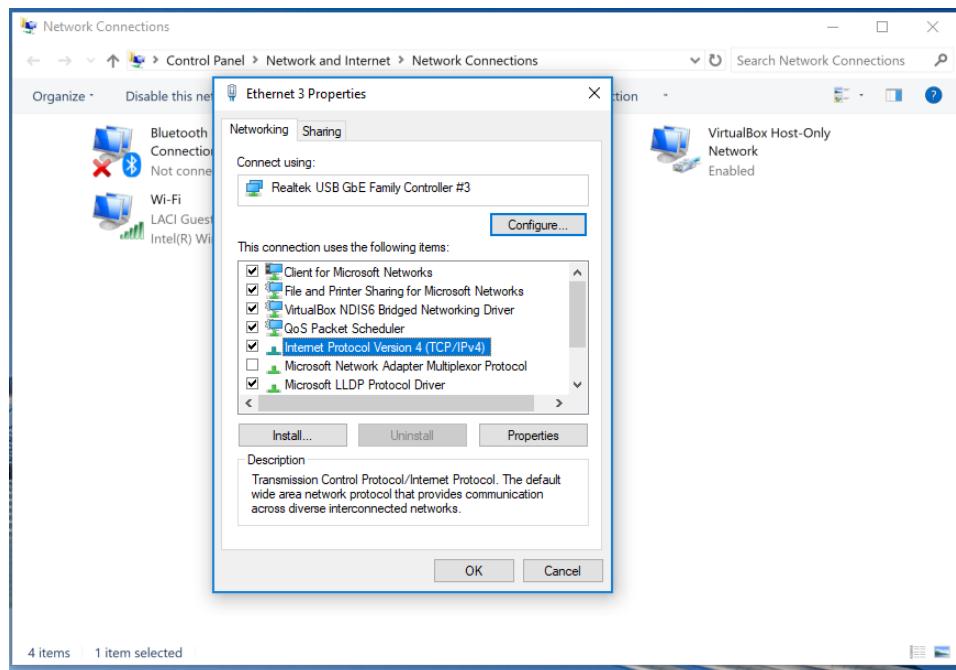 Network Connections
Control Panel > Network and Internet > Network Connections
Search Network Connections
Organize
Disable this net
ction
Bluetooth
Connection
Not conne
Wi-Fi
LACI Guest
Intel(R) Wi
VirtualBox Host-Only
Network
Enabled
Ethernet 3 Properties
Networking
Sharing
Connect using:
Realtek USB GbE Family Controller #3
Configure...
This connection uses the following items:
Client for Microsoft Networks
File and Printer Sharing for Microsoft Networks
VirtualBox NDIS6 Bridged Networking Driver
QoS Packet Scheduler
Internet Protocol Version 4 (TCP/IPv4)
Microsoft Network Adapter Multiplexor Protocol
Microsoft LLDP Protocol Driver
Install...
Uninstall
Properties
Description
Transmission Control Protocol/Internet Protocol. The default
wide area network protocol that provides communication
across diverse interconnected networks.
OK
Cancel
4 items
1 item selected